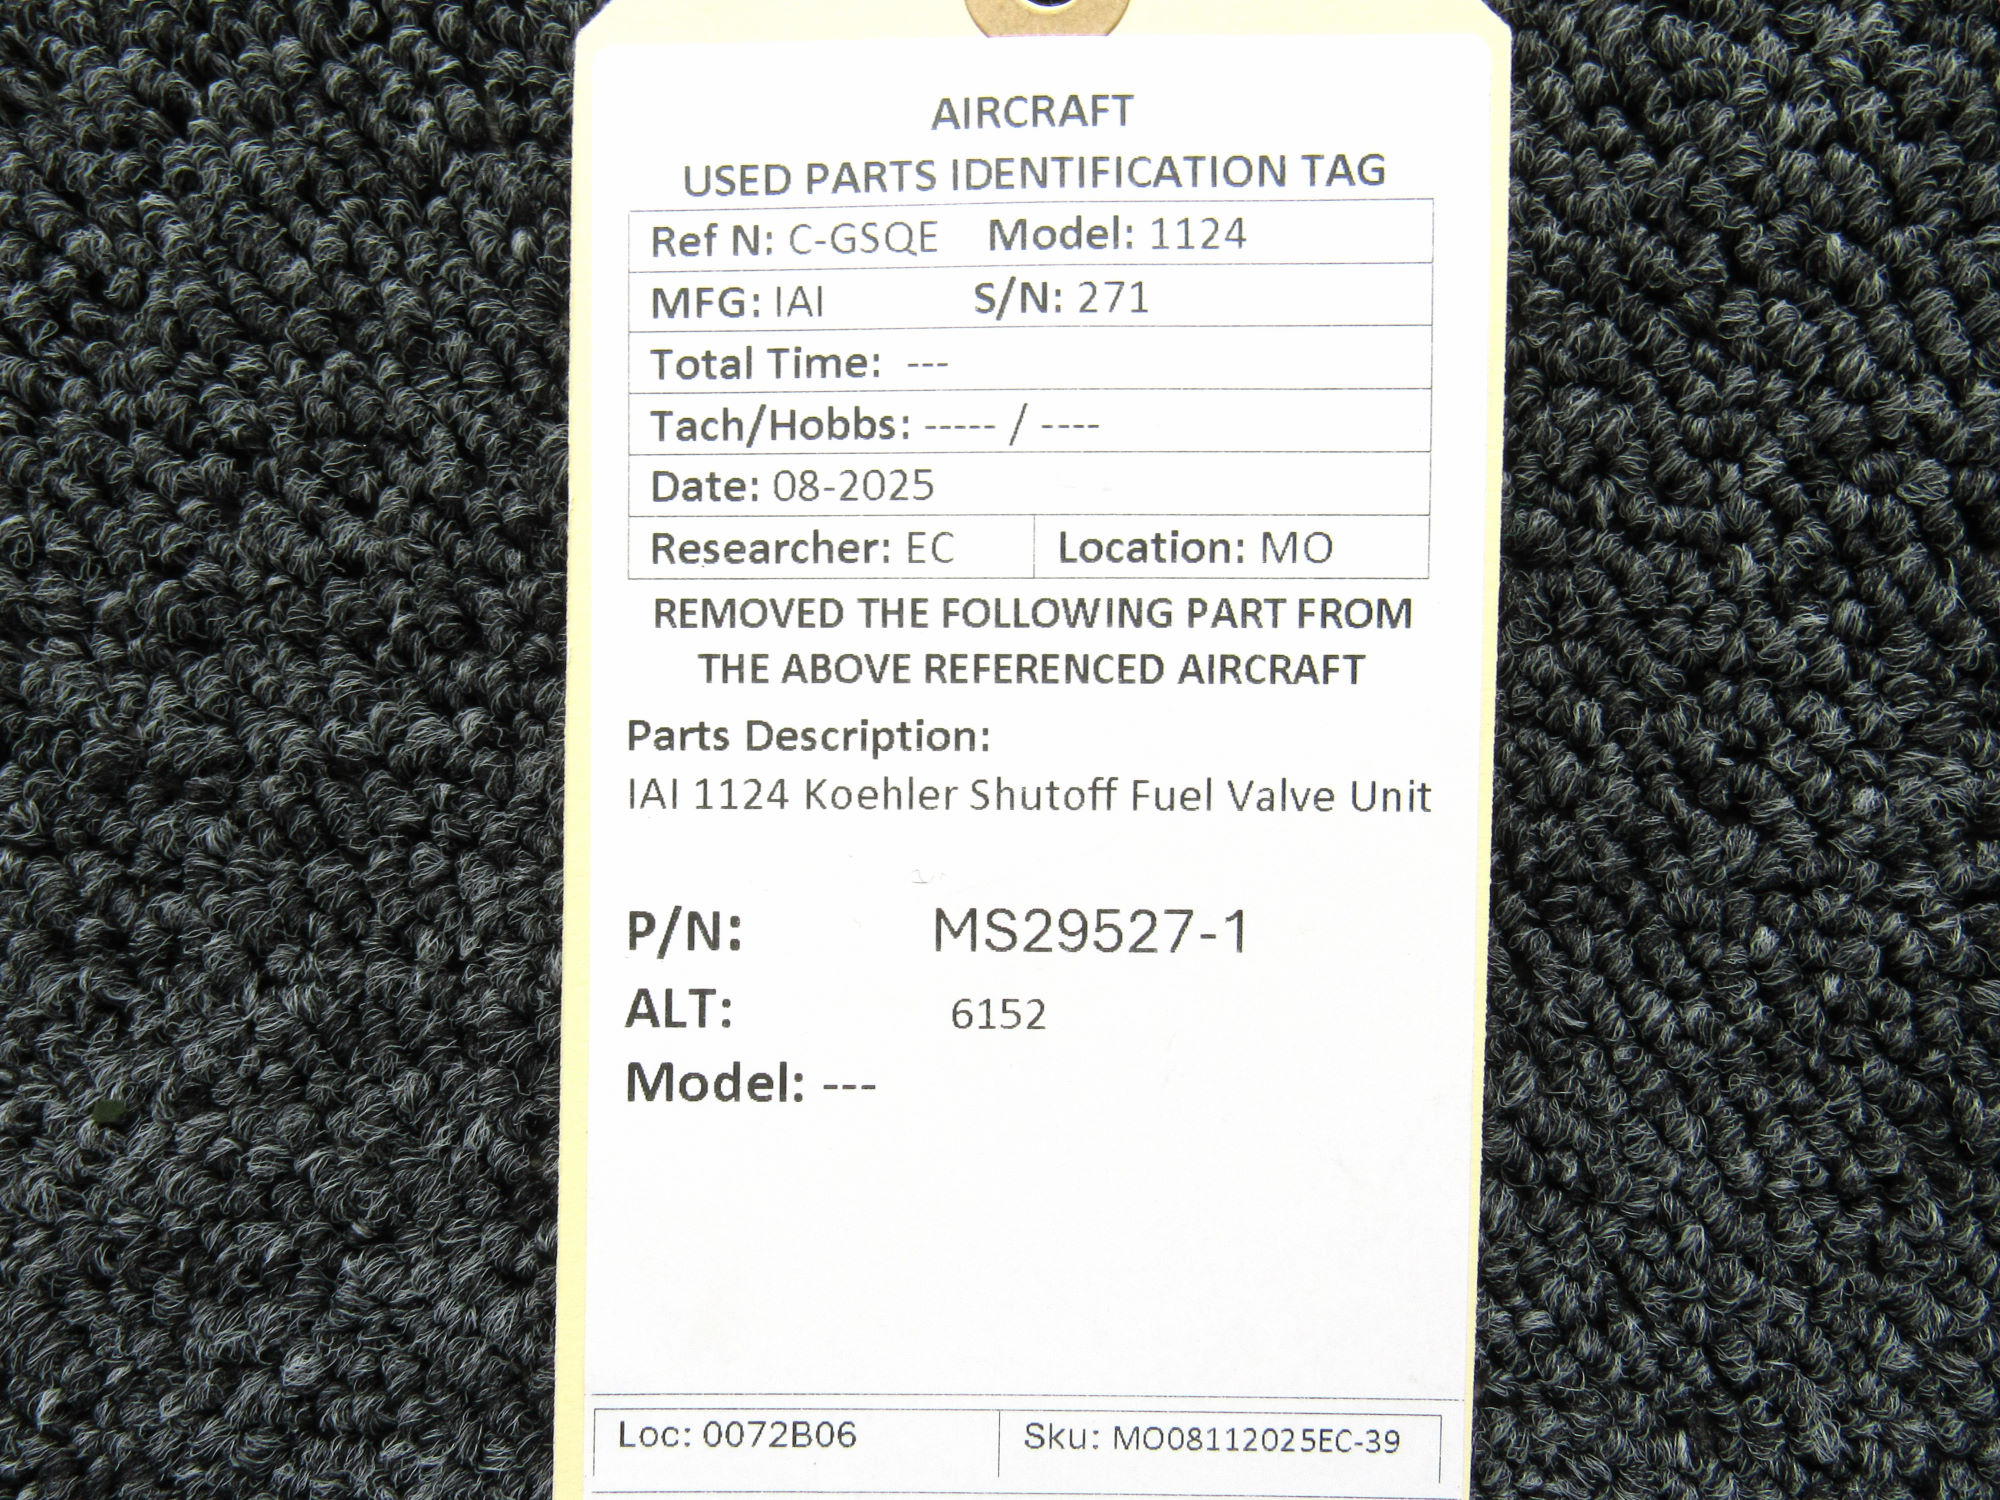 AIRCRAFT
USED PARTS IDENTIFICATION TAG
Ref N: C-GSQE Model: 1124
MFG: IAI S/N: 271
Total Time: ---
Tach/Hobbs: ----- / ----
Date: 08-2025
Researcher: EC Location: MO
REMOVED THE FOLLOWING PART FROM
THE ABOVE REFERENCED AIRCRAFT
Parts Description:
IAI 1124 Koehler Shutoff Fuel Valve Unit
P/N: MS29527-1
ALT: 6152
Model: ---
Loc: 0072B06 Sku: MO08112025EC-39